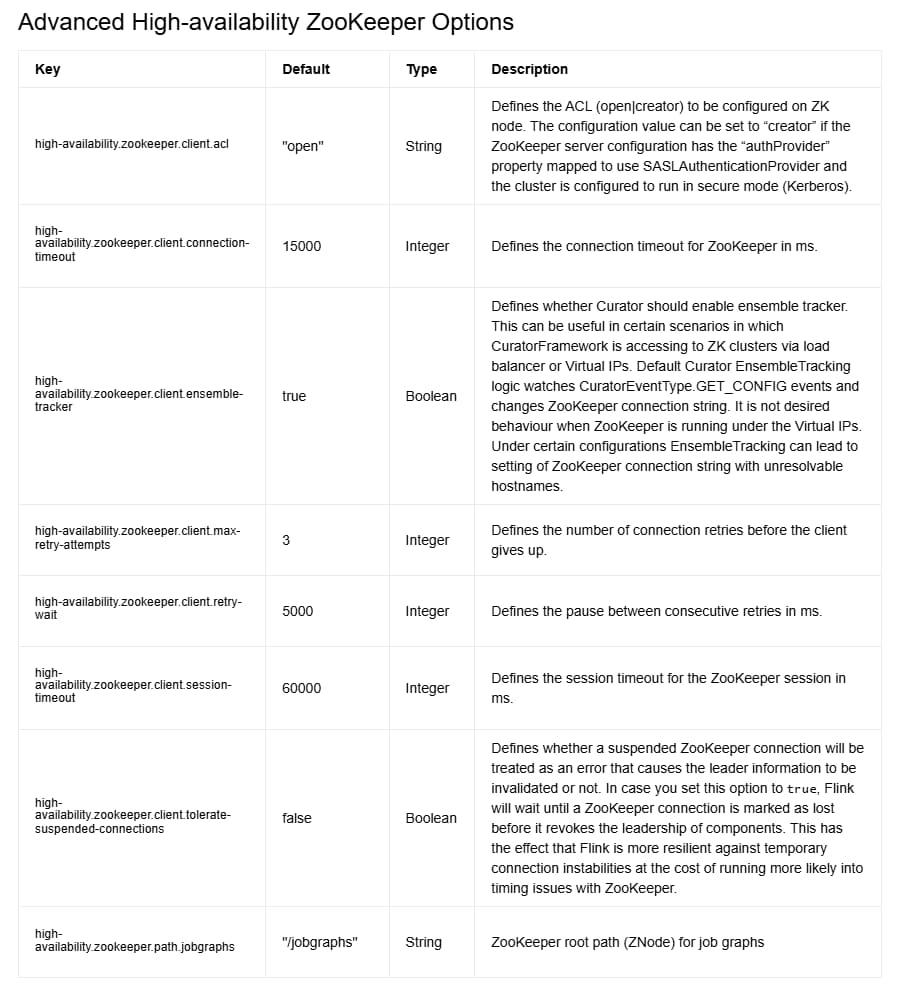 Advanced High-availability ZooKeeper Options
Key Default Type Description
high-availability.zookeeper.client.acl
"open"
String
Defines the ACL (open|creator) to be configured on ZK
node. The configuration value can be set to “creator” if the
ZooKeeper server configuration has the “authProvider”
property mapped to use SASLAuthenticationProvider and
the cluster is configured to run in secure mode (Kerberos).
high-
availability.zookeeper.client.connection-
timeout
15000
Integer
Defines the connection timeout for ZooKeeper in ms.
high-
availability.zookeeper.client.ensemble-
tracker
true
Boolean
Defines whether Curator should enable ensemble tracker.
This can be useful in certain scenarios in which
CuratorFramework is accessing to ZK clusters via load
balancer or Virtual IPs. Default Curator EnsembleTracking
logic watches CuratorEventType.GET_CONFIG events and
changes ZooKeeper connection string. It is not desired
behaviour when ZooKeeper is running under the Virtual IPs.
Under certain configurations EnsembleTracking can lead to
setting of ZooKeeper connection string with unresolvable
hostnames.
high-availability.zookeeper.client.max-
retry-attempts
3
Integer
Defines the number of connection retries before the client
gives up.
high-availability.zookeeper.client.retry-
wait
5000
Integer
Defines the pause between consecutive retries in ms.
high-
availability.zookeeper.client.session-
timeout
60000
Integer
Defines the session timeout for the ZooKeeper session in
ms.
high-
availability.zookeeper.client.tolerate-
suspended-connections
false
Boolean
Defines whether a suspended ZooKeeper connection will be
treated as an error that causes the leader information to be
invalidated or not. In case you set this option to true, Flink
will wait until a ZooKeeper connection is marked as lost
before it revokes the leadership of components. This has
the effect that Flink is more resilient against temporary
connection instabilities at the cost of running more likely into
timing issues with ZooKeeper.
high-
availability.zookeeper.path.jobgraphs
"/jobgraphs"
String
ZooKeeper root path (ZNode) for job graphs